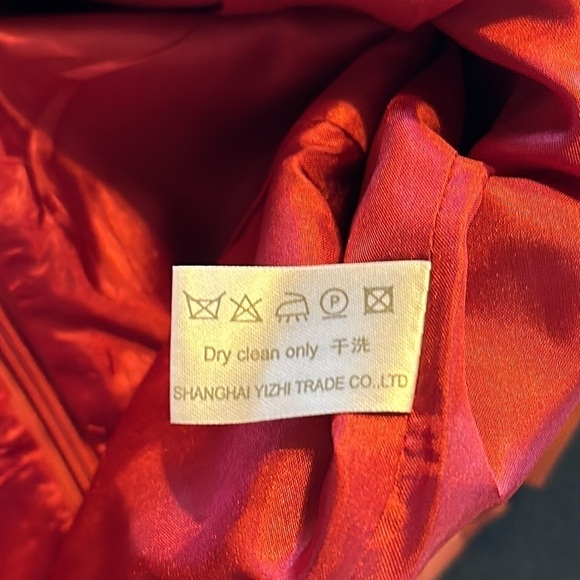 P
Dry clean only 干洗
SHANGHAI YIZHI TRADE CO.,LTD